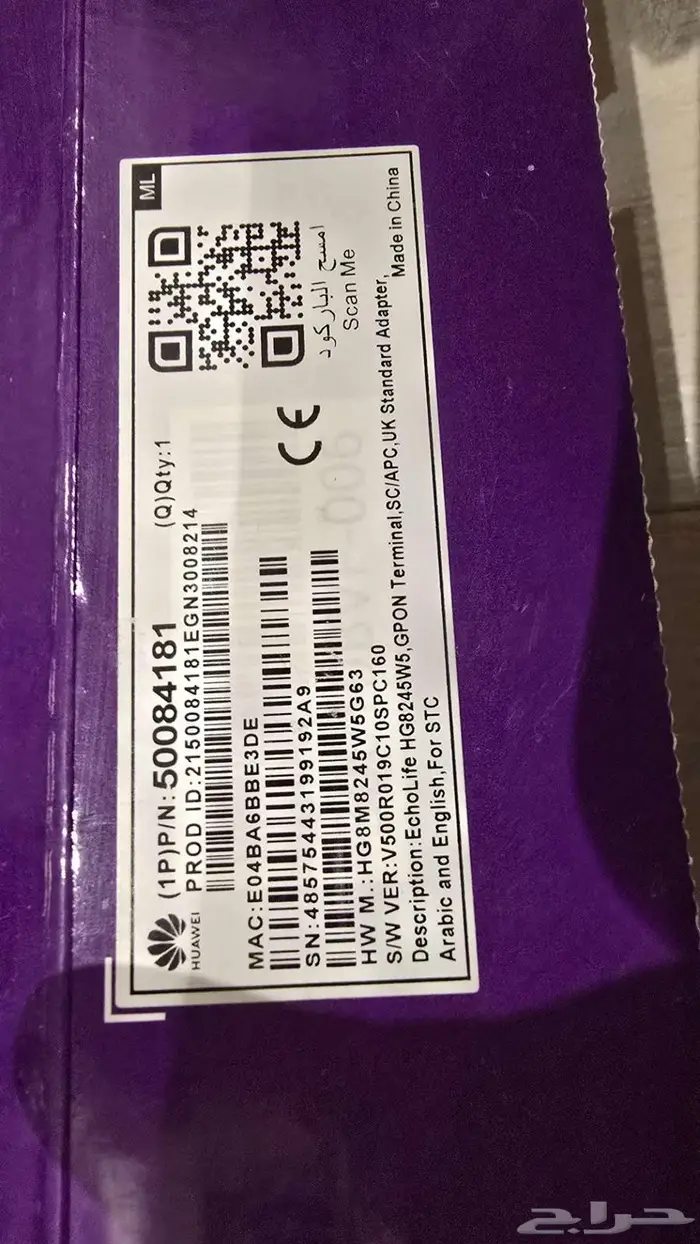 HUAWEI
(1P)P/N:50084181 (Q)Qty:1
PROD ID:2150084181EGN3008214
ML
MAC:E04BA6BBE3DE
SN:48575443199192A9
HW M.:HG8M8245W5G63
S/W VER:V500R019C10SPC160
Description:EchoLife HG8245W5,GPON Terminal,SC/APC,UK Standard Adapter,
Arabic and English,For STC
Made in China
CE
امسح الباركود
Scan Me
حراج